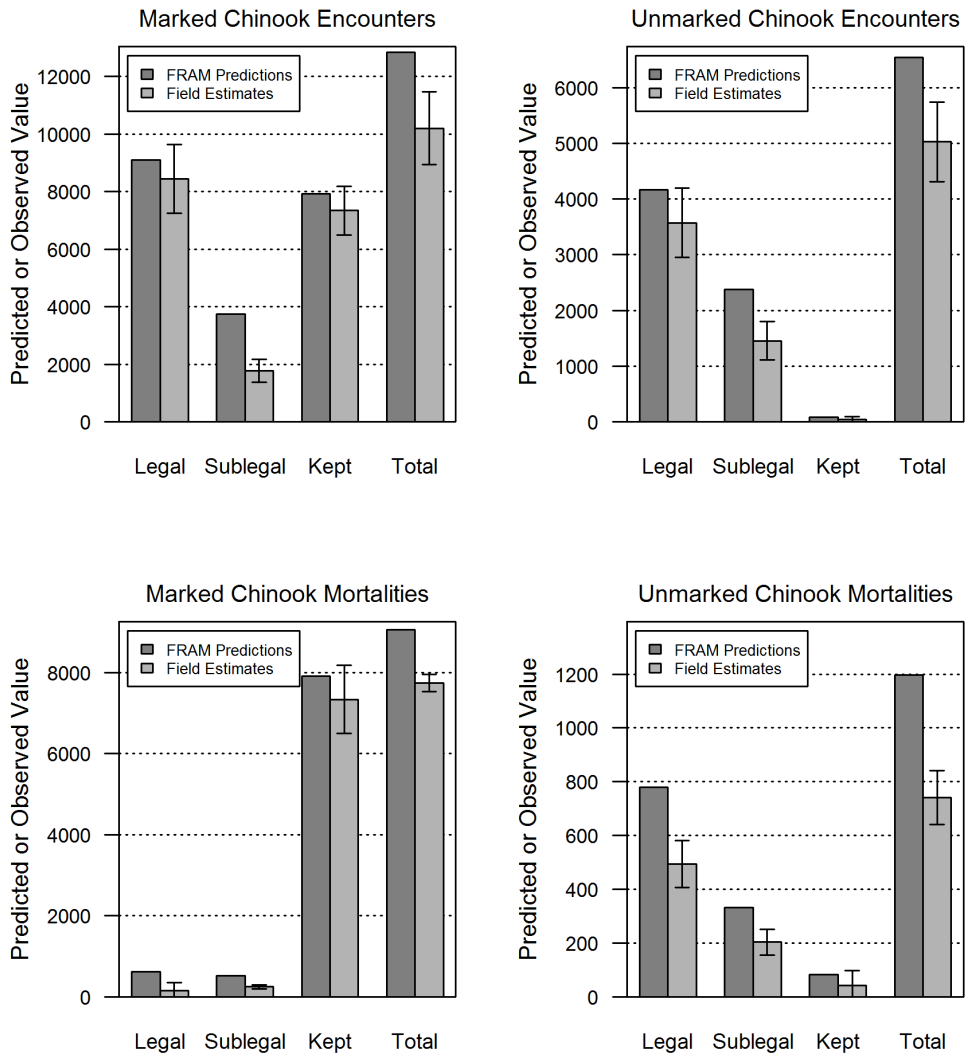 Marked Chinook Encounters
Predicted or Observed Value
12000
10000
8000
6000
4000
2000
0
FRAM Predictions
Field Estimates
Legal Sublegal Kept Total
Unmarked Chinook Encounters
Predicted or Observed Value
6000
5000
4000
3000
2000
1000
0
FRAM Predictions
Field Estimates
Legal Sublegal Kept Total
Marked Chinook Mortalities
Predicted or Observed Value
8000
6000
4000
2000
0
FRAM Predictions
Field Estimates
Legal Sublegal Kept Total
Unmarked Chinook Mortalities
Predicted or Observed Value
1200
1000
800
600
400
200
0
FRAM Predictions
Field Estimates
Legal Sublegal Kept Total